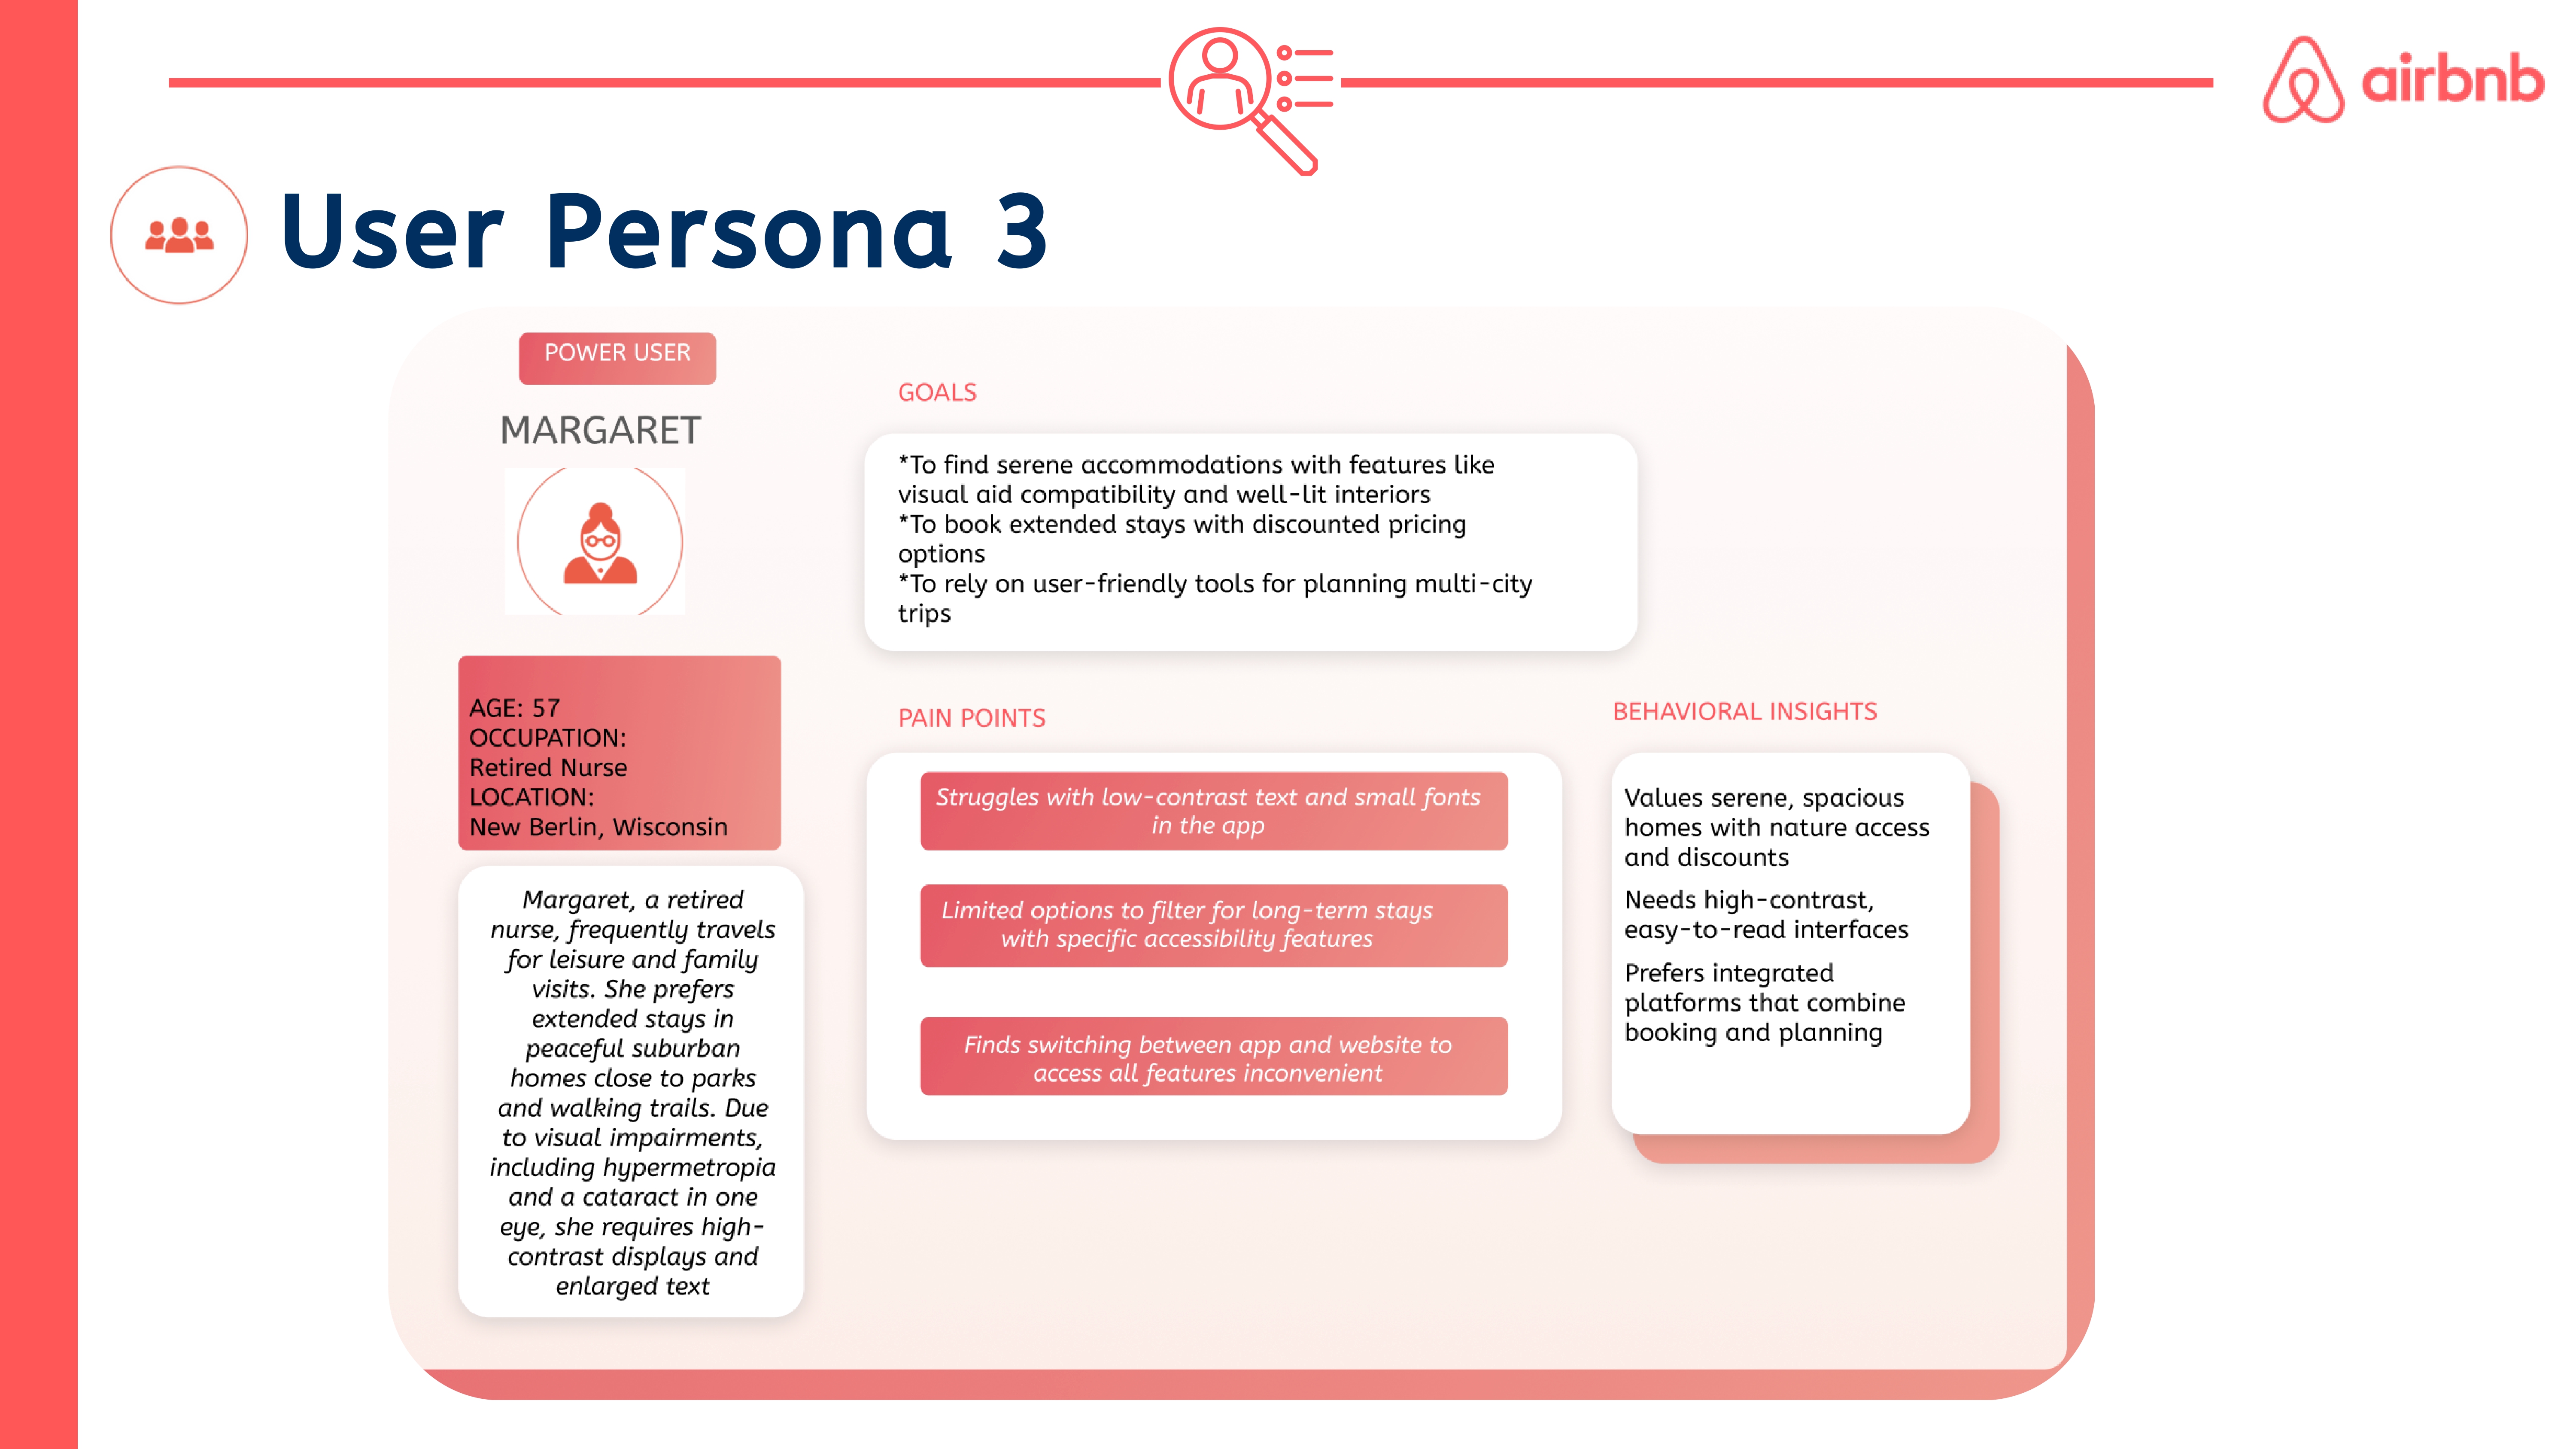 airbnb
User Persona 3
POWER USER
MARGARET
AGE: 57
OCCUPATION:
Retired Nurse
LOCATION:
New Berlin, Wisconsin
Margaret, a retired
nurse, frequently travels
for leisure and family
visits. She prefers
extended stays in
peaceful suburban
homes close to parks
and walking trails. Due
to visual impairments,
including hypermetropia
and a cataract in one
eye, she requires high-
contrast displays and
enlarged text
GOALS
*To find serene accommodations with features like
visual aid compatibility and well-lit interiors
*To book extended stays with discounted pricing
options
*To rely on user-friendly tools for planning multi-city
trips
PAIN POINTS
Struggles with low-contrast text and small fonts
in the app
Limited options to filter for long-term stays
with specific accessibility features
Finds switching between app and website to
access all features inconvenient
BEHAVIORAL INSIGHTS
Values serene, spacious
homes with nature access
and discounts
Needs high-contrast,
easy-to-read interfaces
Prefers integrated
platforms that combine
booking and planning